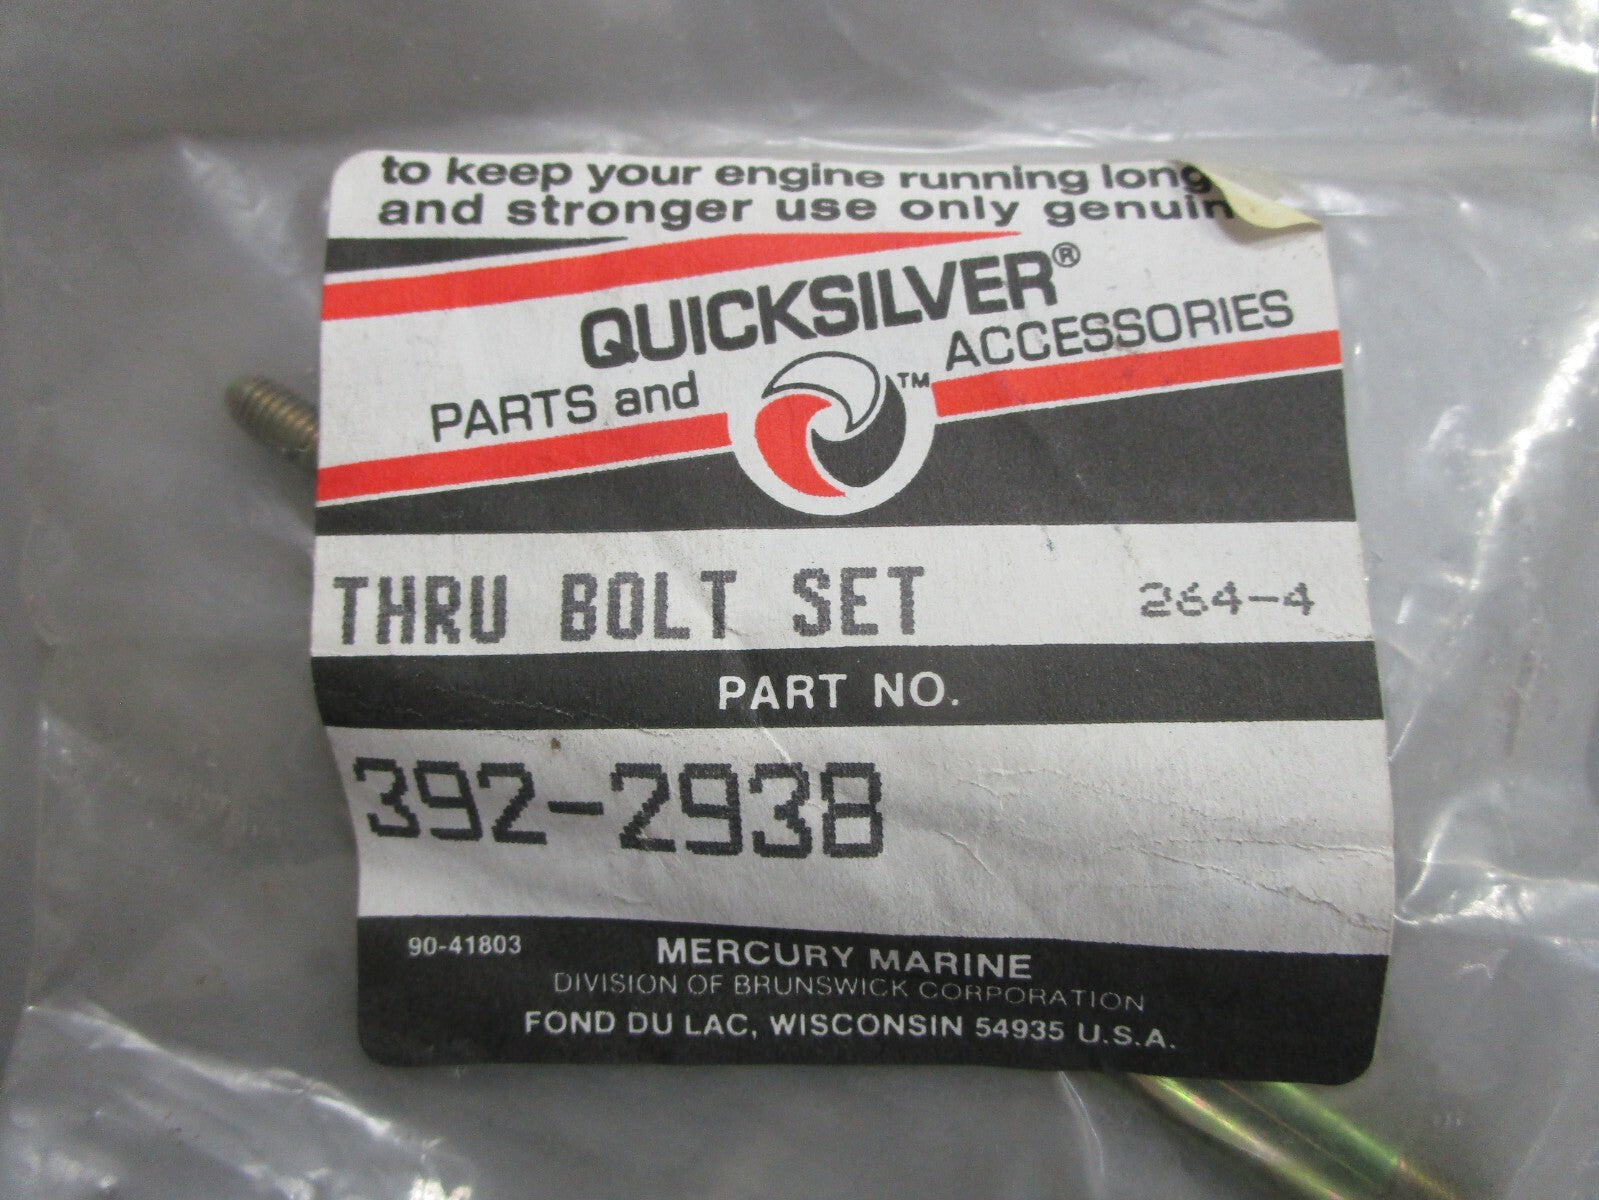 to keep your engine running long
and stronger use only genuin
QUICKSILVER®
PARTS and ™ ACCESSORIES
THRU BOLT SET 264-4
PART NO.
392-2938
90-41803 MERCURY MARINE
DIVISION OF BRUNSWICK CORPORATION
FOND DU LAC, WISCONSIN 54935 U.S.A.